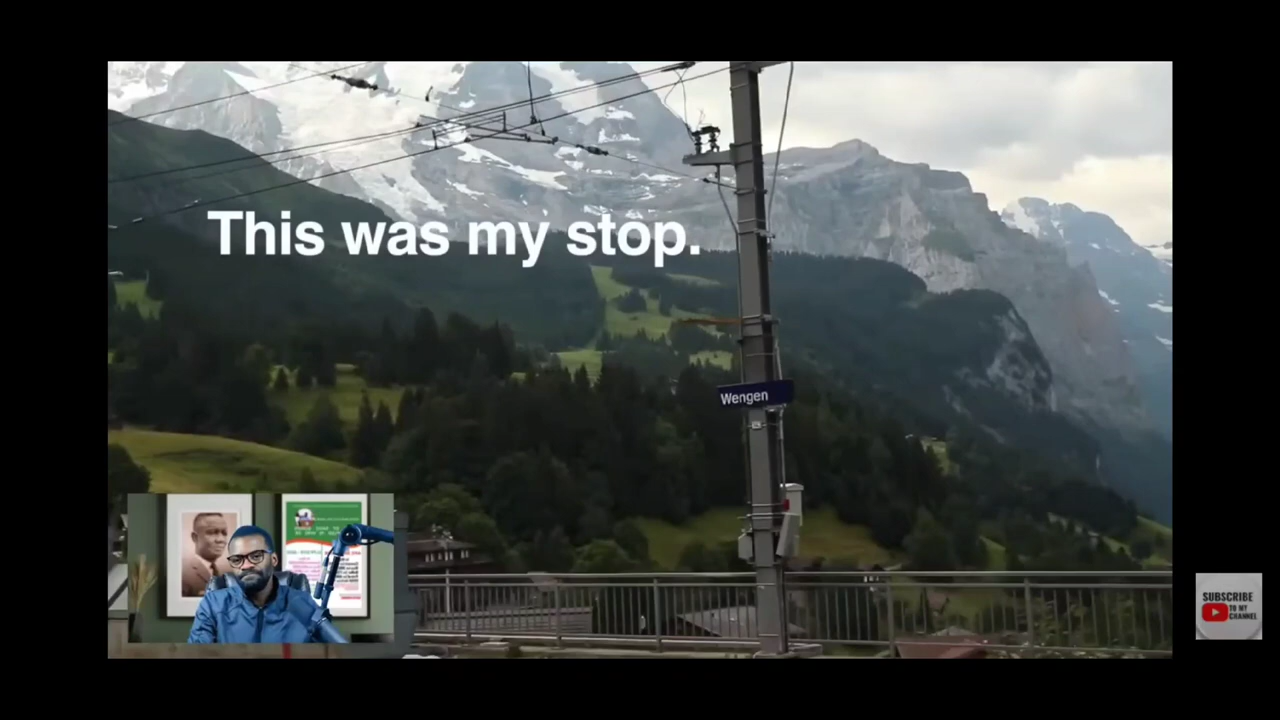 This was my stop.
Wengen
SUBSCRIBE
TO MY
CHANNEL